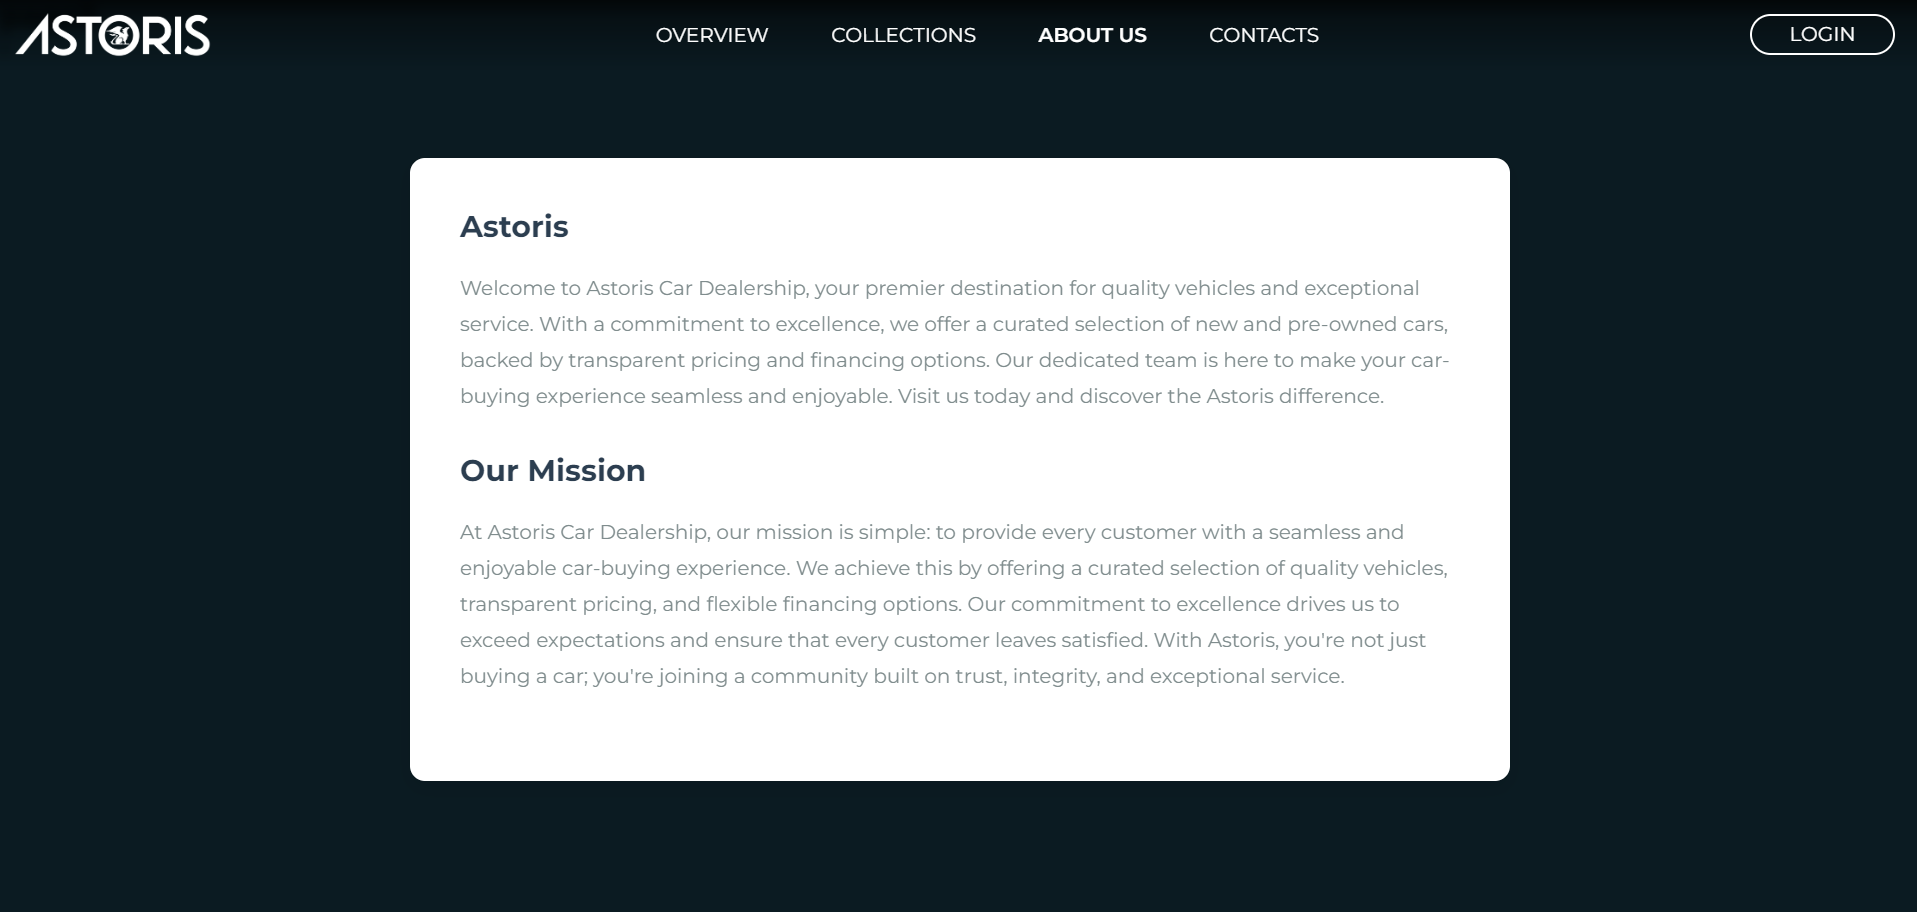 ASTORIS
OVERVIEW
COLLECTIONS
ABOUT US
CONTACTS
LOGIN
Astoris
Welcome to Astoris Car Dealership, your premier destination for quality vehicles and exceptional
service. With a commitment to excellence, we offer a curated selection of new and pre-owned cars,
backed by transparent pricing and financing options. Our dedicated team is here to make your car-
buying experience seamless and enjoyable. Visit us today and discover the Astoris difference.
Our Mission
At Astoris Car Dealership, our mission is simple: to provide every customer with a seamless and
enjoyable car-buying experience. We achieve this by offering a curated selection of quality vehicles,
transparent pricing, and flexible financing options. Our commitment to excellence drives us to
exceed expectations and ensure that every customer leaves satisfied. With Astoris, you're not just
buying a car; you're joining a community built on trust, integrity, and exceptional service.